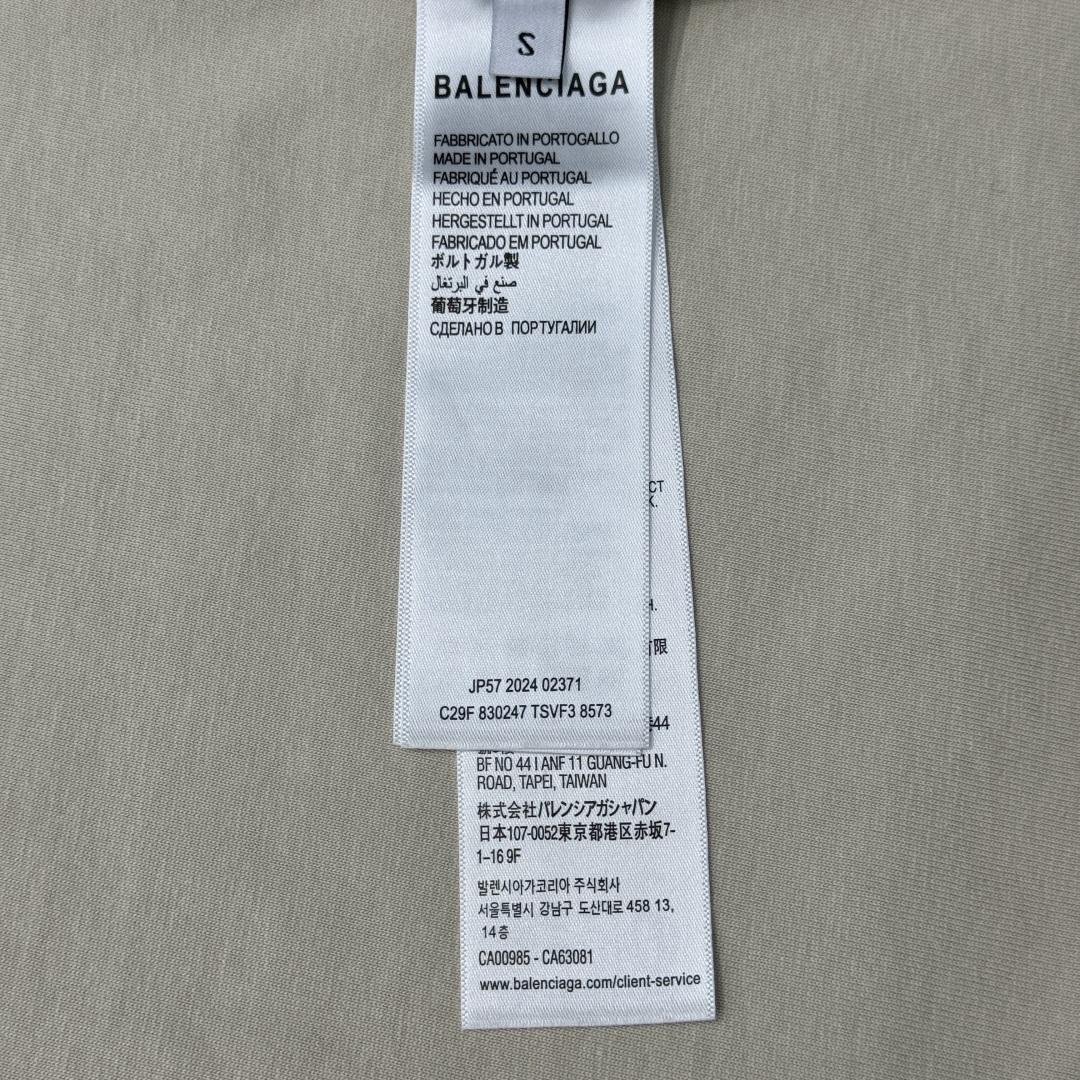 S
BALENCIAGA
FABBRICATO IN PORTOGALLO
MADE IN PORTUGAL
FABRIQUÉ AU PORTUGAL
HECHO EN PORTUGAL
HERGESTELLT IN PORTUGAL
FABRICADO EM PORTUGAL
ボルトガル製
صنع في البرتغال
葡萄牙制造
СДЕЛАНО В ПОРТУГАЛИИ
JP57 2024 02371
C29F 830247 TSVF3 8573
CT
K.
H.
限
44
BF NO 44 I ANF 11 GUANG-FU N.
ROAD, TAPEI, TAIWAN
株式会社バレンシアガジャパン
日本107-0052東京都港区赤坂7-
1-16 9F
발렌시아가코리아 주식회사
서울특별시 강남구 도산대로 458 13,
14층
CA00985 - CA63081
www.balenciaga.com/client-service